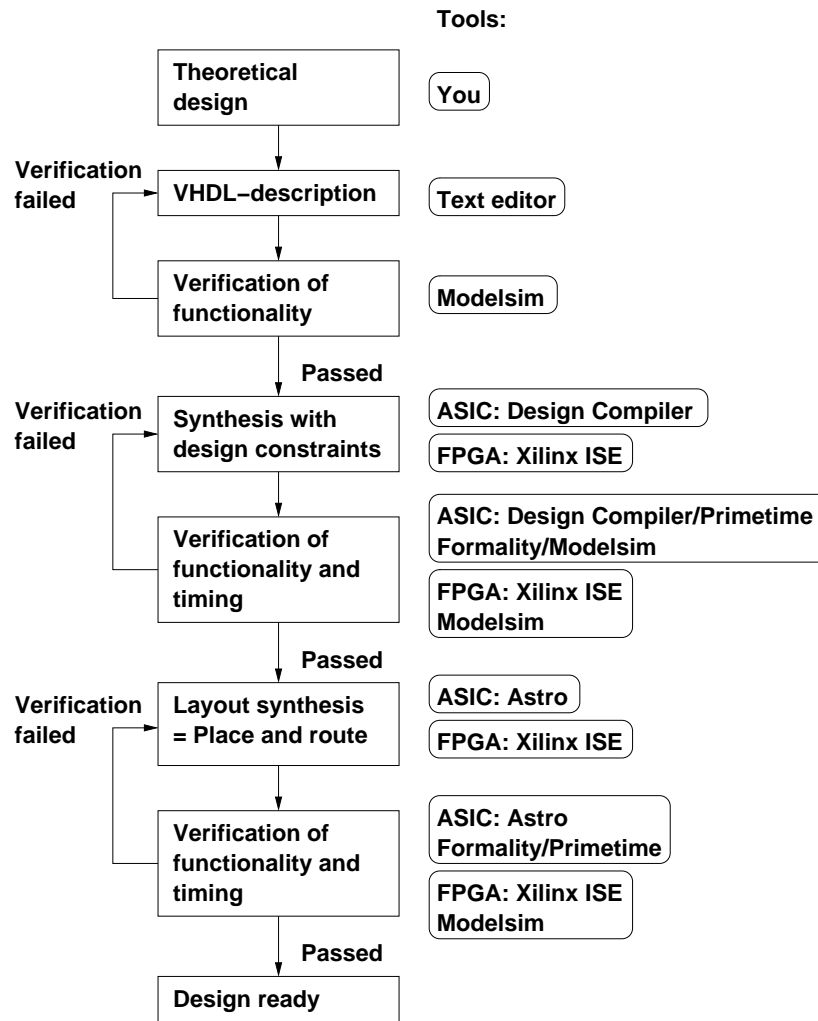 Tools:
Theoretical
design
You
Verification
failed
VHDL−description
Text editor
Verification of
functionality
Modelsim
Passed
Verification
failed
Synthesis with
design constraints
ASIC: Design Compiler
FPGA: Xilinx ISE
Verification of
functionality and
timing
ASIC: Design Compiler/Primetime
Formality/Modelsim
FPGA: Xilinx ISE
Modelsim
Passed
Verification
failed
Layout synthesis
= Place and route
ASIC: Astro
FPGA: Xilinx ISE
Verification of
functionality and
timing
ASIC: Astro
Formality/Primetime
FPGA: Xilinx ISE
Modelsim
Passed
Design ready